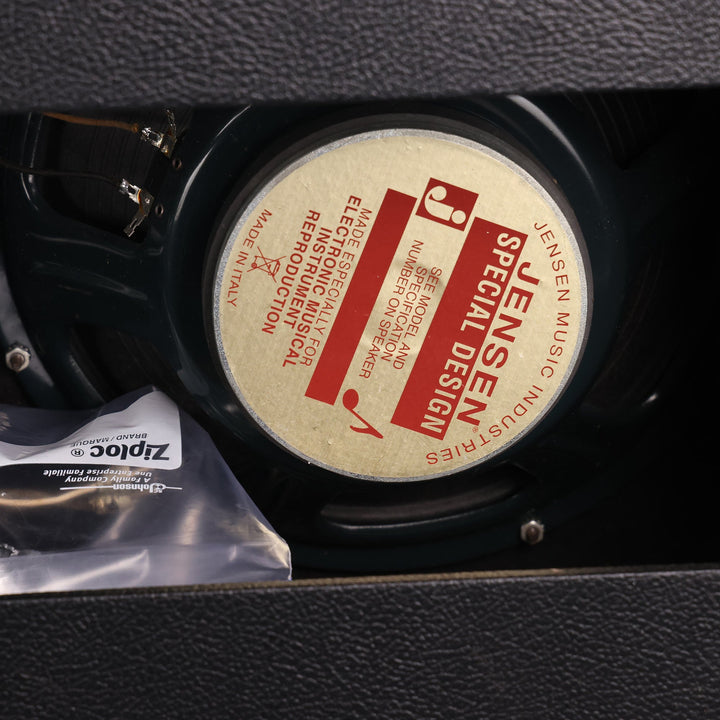 JENSEN MUSIC INDUSTRIES
j
JENSEN®
SPECIAL DESIGN
SEE MODEL AND
SPECIFICATION
NUMBER ON SPEAKER
MADE ESPECIALLY FOR
ELECTRONIC MUSICAL
INSTRUMENT
REPRODUCTION
MADE IN ITALY
Ziploc®
BRAND / MARQUE
Johnson
A Family Company
Une Entreprise Familiale